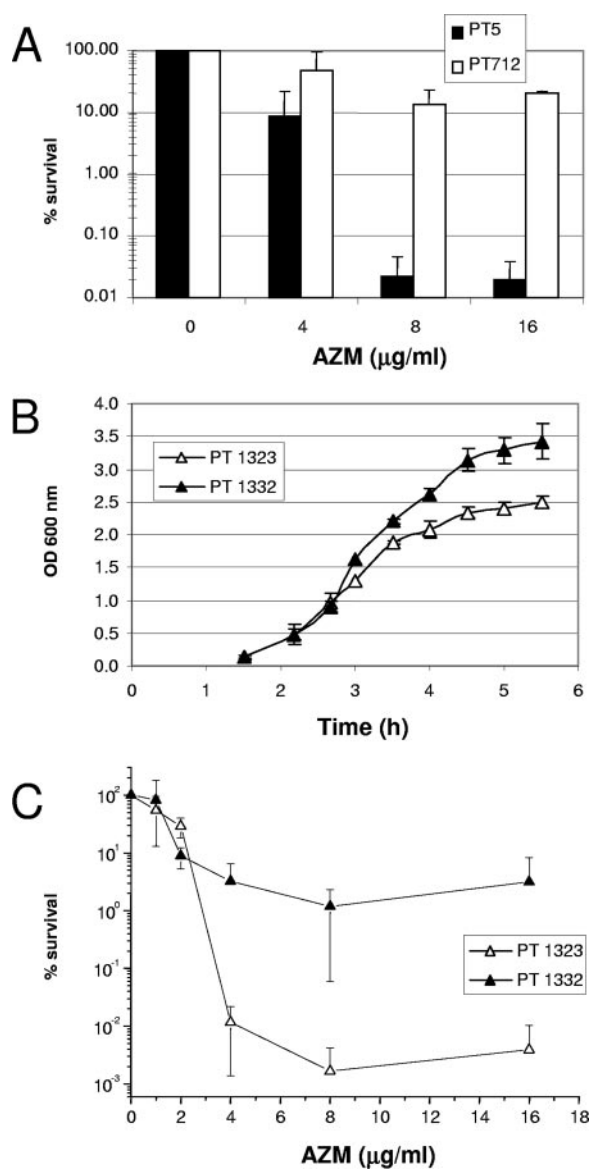 A
PT5
PT712
100.00
10.00
1.00
0.10
0.01
% survival
0 4 8 16
AZM (μg/ml)
B
4.0
3.5
3.0
2.5
2.0
1.5
1.0
0.5
0.0
OD 600 nm
PT 1323
PT 1332
0 1 2 3 4 5 6
Time (h)
C
10²
10¹
10⁰
10⁻¹
10⁻²
10⁻³
% survival
PT 1323
PT 1332
0 2 4 6 8 10 12 14 16 18
AZM (μg/ml)